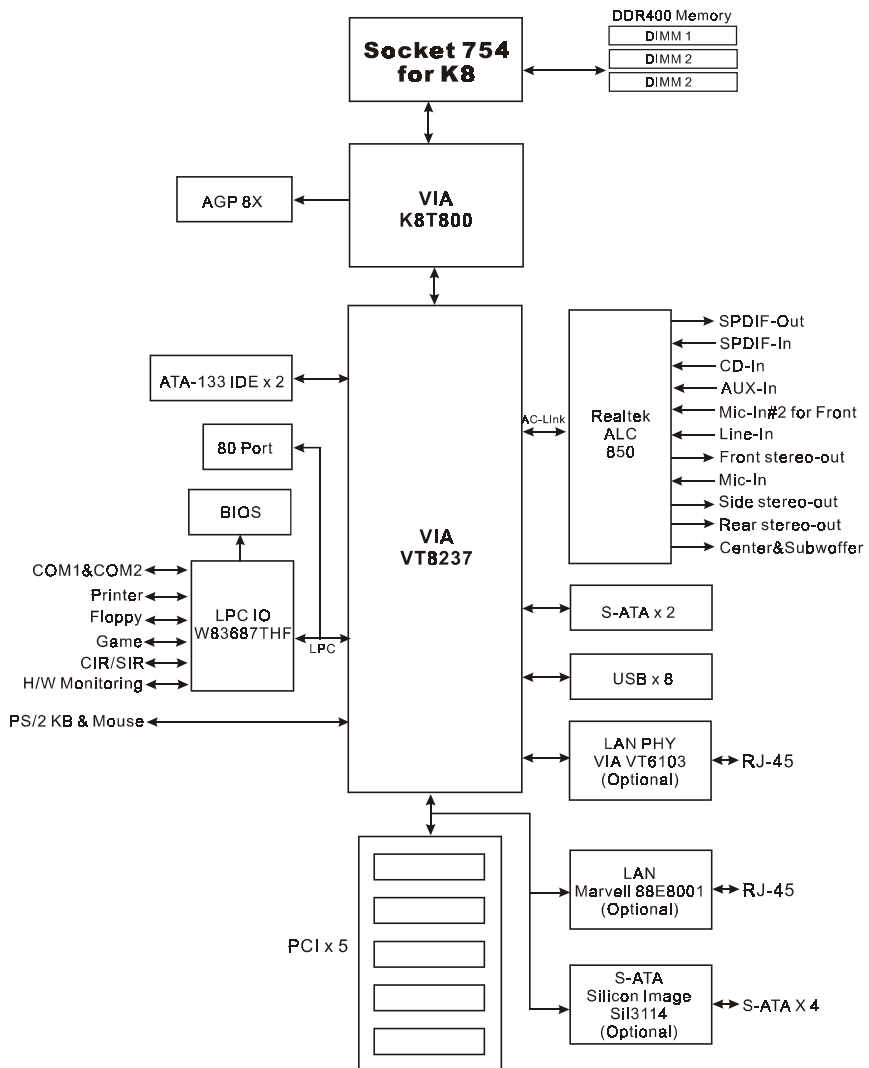 DDR400 Memory
DIMM 1
DIMM 2
DIMM 2
Socket 754
for K8
AGP 8X
VIA
K8T800
ATA-133 IDE x 2
80 Port
BIOS
COM1&COM2
Printer
Floppy
Game
CIR/SIR
H/W Monitoring
LPC IO
W83687THF
LPC
PS/2 KB & Mouse
VIA
VT8237
AC-Link
Realtek
ALC
850
SPDIF-Out
SPDIF-In
CD-In
AUX-In
Mic-In#2 for Front
Line-In
Front stereo-out
Mic-In
Side stereo-out
Rear stereo-out
Center&Subwoffer
S-ATA x 2
USB x 8
LAN PHY
VIA VT6103
(Optional)
RJ-45
LAN
Marvell 88E8001
(Optional)
RJ-45
PCI x 5
S-ATA
Silicon Image
Sil3114
(Optional)
S-ATA X 4